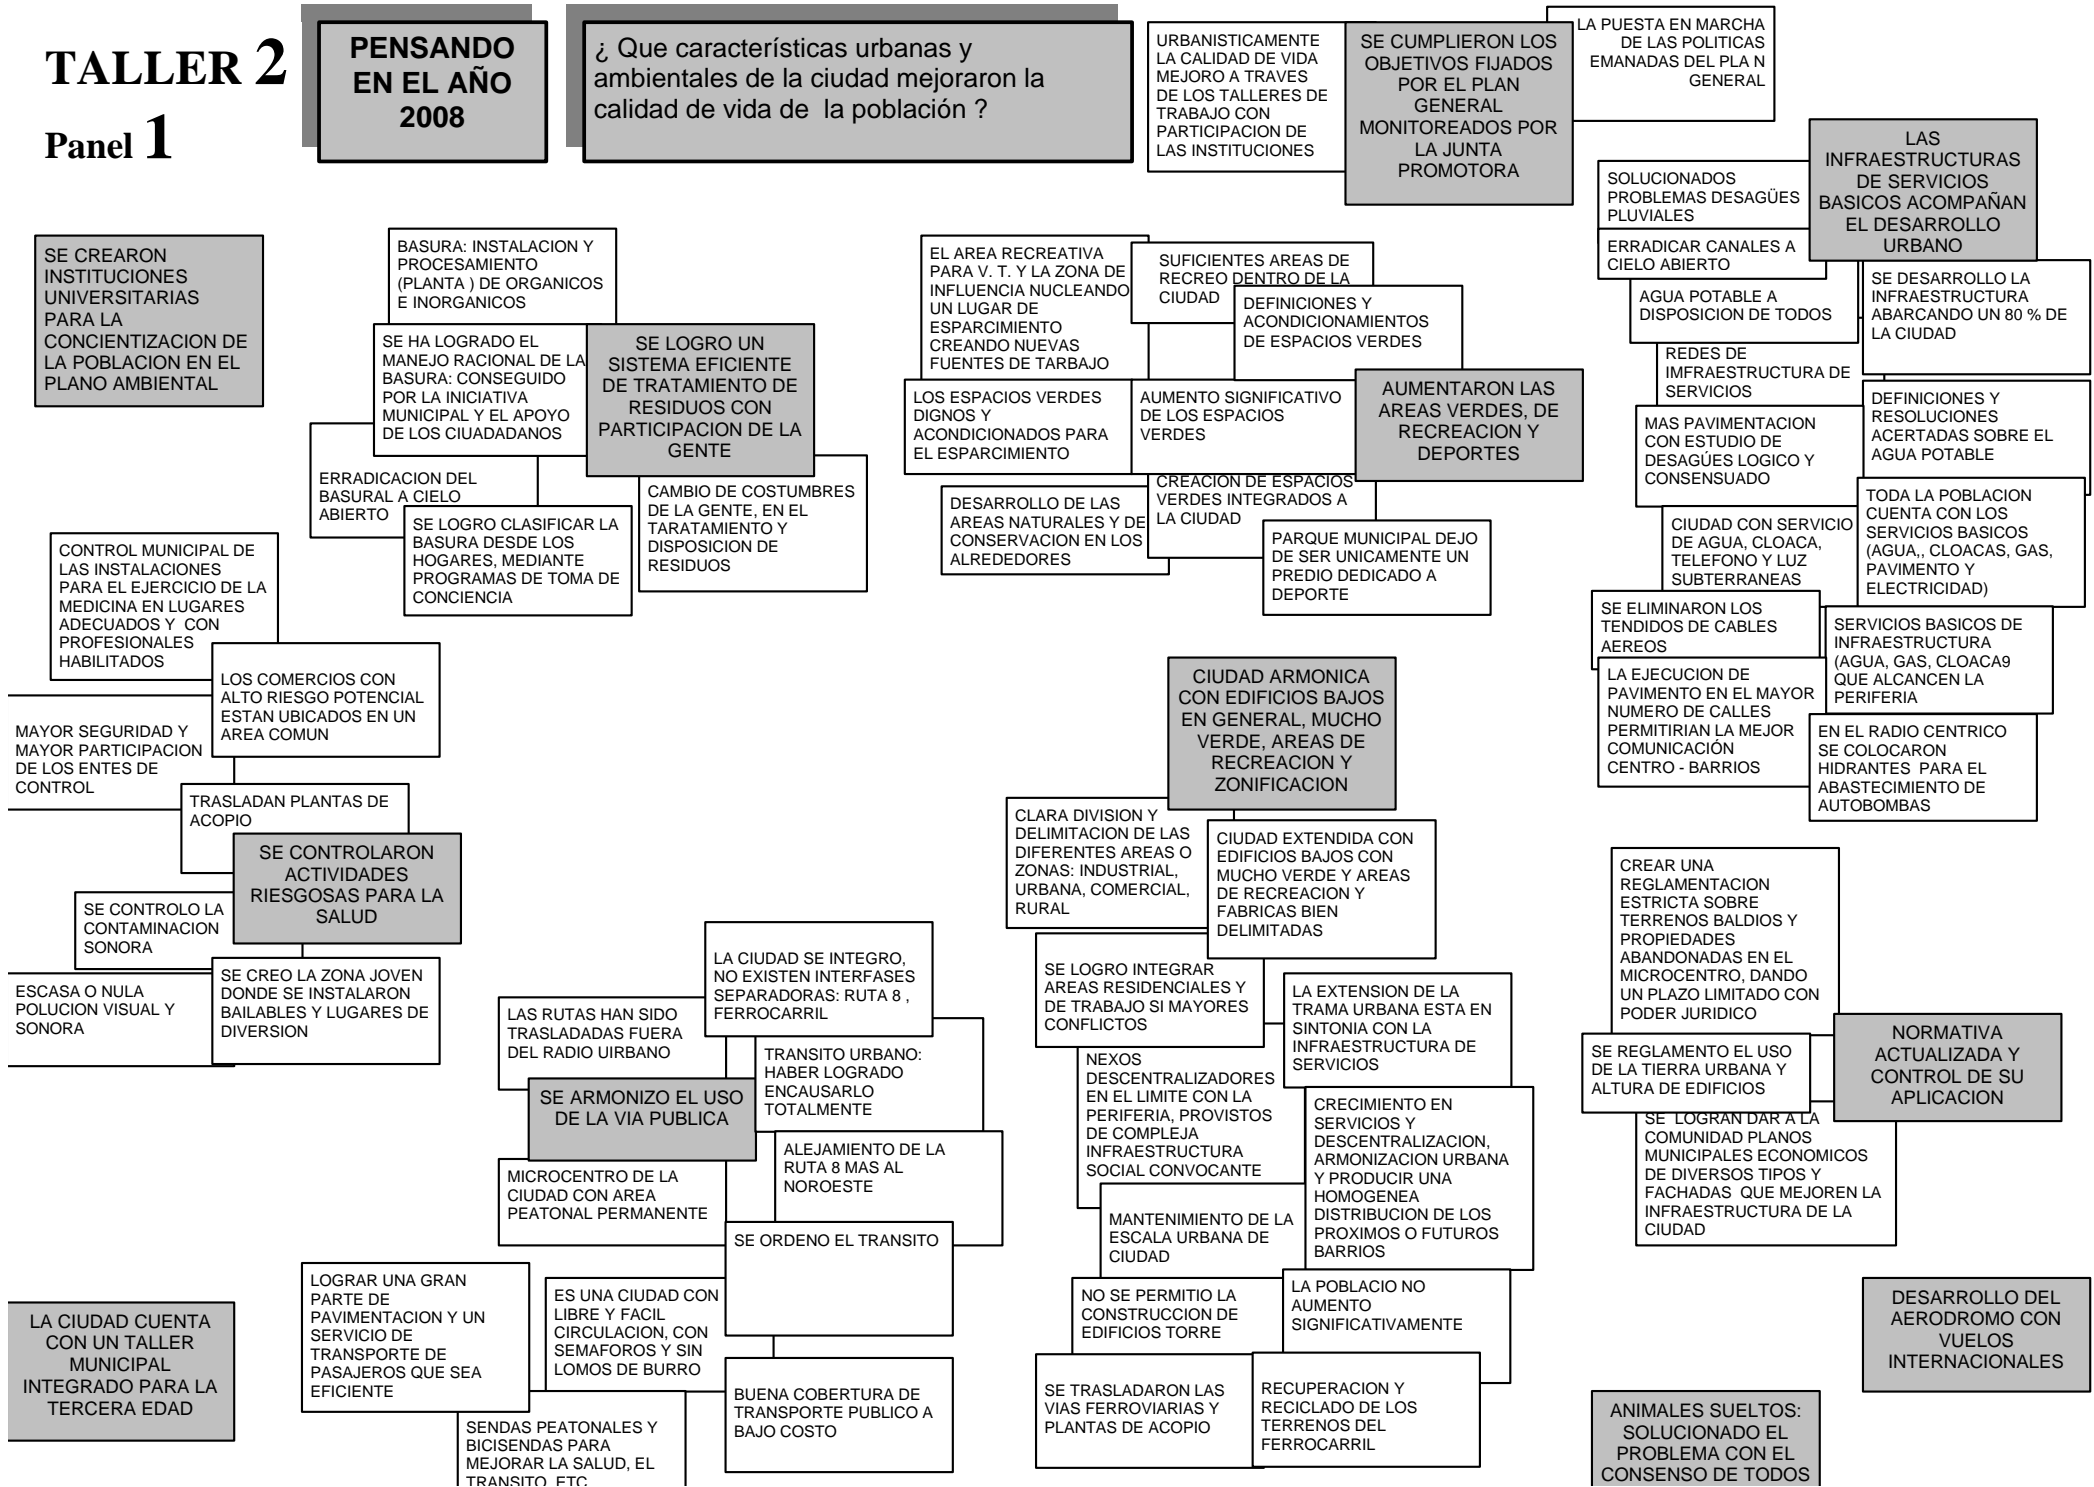 TALLER 2
Panel 1
PENSANDO
EN EL AÑO
2008
¿ Que características urbanas y
ambientales de la ciudad mejoraron la
calidad de vida de  la población ?
URBANISTICAMENTE
LA CALIDAD DE VIDA
MEJORO A TRAVES
DE LOS TALLERES DE
TRABAJO CON
PARTICIPACION DE
LAS INSTITUCIONES
SE CUMPLIERON LOS
OBJETIVOS FIJADOS
POR EL PLAN
GENERAL
MONITOREADOS POR
LA JUNTA
PROMOTORA
LA PUESTA EN MARCHA
DE LAS POLITICAS
EMANADAS DEL PLA N
GENERAL
LAS
INFRAESTRUCTURAS
DE SERVICIOS
BASICOS ACOMPAÑAN
EL DESARROLLO
URBANO
SOLUCIONADOS
PROBLEMAS DESAGÜES
PLUVIALES
ERRADICAR CANALES A
CIELO ABIERTO
AGUA POTABLE A
DISPOSICION DE TODOS
SE DESARROLLO LA
INFRAESTRUCTURA
ABARCANDO UN 80 % DE
LA CIUDAD
REDES DE
IMFRAESTRUCTURA DE
SERVICIOS
DEFINICIONES Y
RESOLUCIONES
ACERTADAS SOBRE EL
AGUA POTABLE
MAS PAVIMENTACION
CON ESTUDIO DE
DESAGÚES LOGICO Y
CONSENSUADO
TODA LA POBLACION
CUENTA CON LOS
SERVICIOS BASICOS
(AGUA,, CLOACAS, GAS,
PAVIMENTO Y
ELECTRICIDAD)
CIUDAD CON SERVICIO
DE AGUA, CLOACA,
TELEFONO Y LUZ
SUBTERRANEAS
SE ELIMINARON LOS
TENDIDOS DE CABLES
AEREOS
SERVICIOS BASICOS DE
INFRAESTRUCTURA
(AGUA, GAS, CLOACA9
QUE ALCANCEN LA
PERIFERIA
LA EJECUCION DE
PAVIMENTO EN EL MAYOR
NUMERO DE CALLES
PERMITIRIAN LA MEJOR
COMUNICACIÓN
CENTRO - BARRIOS
EN EL RADIO CENTRICO
SE COLOCARON
HIDRANTES  PARA EL
ABASTECIMIENTO DE
AUTOBOMBAS
SE CREARON
INSTITUCIONES
UNIVERSITARIAS
PARA LA
CONCIENTIZACION DE
LA POBLACION EN EL
PLANO AMBIENTAL
BASURA: INSTALACION Y
PROCESAMIENTO
(PLANTA ) DE ORGANICOS
E INORGANICOS
SE HA LOGRADO EL
MANEJO RACIONAL DE LA
BASURA: CONSEGUIDO
POR LA INICIATIVA
MUNICIPAL Y EL APOYO
DE LOS CIUADADANOS
SE LOGRO UN
SISTEMA EFICIENTE
DE TRATAMIENTO DE
RESIDUOS CON
PARTICIPACION DE LA
GENTE
ERRADICACION DEL
BASURAL A CIELO
ABIERTO
SE LOGRO CLASIFICAR LA
BASURA DESDE LOS
HOGARES, MEDIANTE
PROGRAMAS DE TOMA DE
CONCIENCIA
CAMBIO DE COSTUMBRES
DE LA GENTE, EN EL
TARATAMIENTO Y
DISPOSICION DE
RESIDUOS
EL AREA RECREATIVA
PARA V. T. Y LA ZONA DE
INFLUENCIA NUCLEANDO
UN LUGAR DE
ESPARCIMIENTO
CREANDO NUEVAS
FUENTES DE TARBAJO
SUFICIENTES AREAS DE
RECREO DENTRO DE LA
CIUDAD
DEFINICIONES Y
ACONDICIONAMIENTOS
DE ESPACIOS VERDES
LOS ESPACIOS VERDES
DIGNOS Y
ACONDICIONADOS PARA
EL ESPARCIMIENTO
AUMENTO SIGNIFICATIVO
DE LOS ESPACIOS
VERDES
AUMENTARON LAS
AREAS VERDES, DE
RECREACION Y
DEPORTES
DESARROLLO DE LAS
AREAS NATURALES Y DE
CONSERVACION EN LOS
ALREDEDORES
CREACION DE ESPACIOS
VERDES INTEGRADOS A
LA CIUDAD
PARQUE MUNICIPAL DEJO
DE SER UNICAMENTE UN
PREDIO DEDICADO A
DEPORTE
CONTROL MUNICIPAL DE
LAS INSTALACIONES
PARA EL EJERCICIO DE LA
MEDICINA EN LUGARES
ADECUADOS Y  CON
PROFESIONALES
HABILITADOS
LOS COMERCIOS CON
ALTO RIESGO POTENCIAL
ESTAN UBICADOS EN UN
AREA COMUN
MAYOR SEGURIDAD Y
MAYOR PARTICIPACION
DE LOS ENTES DE
CONTROL
TRASLADAN PLANTAS DE
ACOPIO
SE CONTROLARON
ACTIVIDADES
RIESGOSAS PARA LA
SALUD
SE CONTROLO LA
CONTAMINACION
SONORA
ESCASA O NULA
POLUCION VISUAL Y
SONORA
SE CREO LA ZONA JOVEN
DONDE SE INSTALARON
BAILABLES Y LUGARES DE
DIVERSION
CIUDAD ARMONICA
CON EDIFICIOS BAJOS
EN GENERAL, MUCHO
VERDE, AREAS DE
RECREACION Y
ZONIFICACION
CLARA DIVISION Y
DELIMITACION DE LAS
DIFERENTES AREAS O
ZONAS: INDUSTRIAL,
URBANA, COMERCIAL,
RURAL
CIUDAD EXTENDIDA CON
EDIFICIOS BAJOS CON
MUCHO VERDE Y AREAS
DE RECREACION Y
FABRICAS BIEN
DELIMITADAS
SE LOGRO INTEGRAR
AREAS RESIDENCIALES Y
DE TRABAJO SI MAYORES
CONFLICTOS
LA EXTENSION DE LA
TRAMA URBANA ESTA EN
SINTONIA CON LA
INFRAESTRUCTURA DE
SERVICIOS
NEXOS
DESCENTRALIZADORES
EN EL LIMITE CON LA
PERIFERIA, PROVISTOS
DE COMPLEJA
INFRAESTRUCTURA
SOCIAL CONVOCANTE
CRECIMIENTO EN
SERVICIOS Y
DESCENTRALIZACION,
ARMONIZACION URBANA
Y PRODUCIR UNA
HOMOGENEA
DISTRIBUCION DE LOS
PROXIMOS O FUTUROS
BARRIOS
MANTENIMIENTO DE LA
ESCALA URBANA DE
CIUDAD
NO SE PERMITIO LA
CONSTRUCCION DE
EDIFICIOS TORRE
LA POBLACIO NO
AUMENTO
SIGNIFICATIVAMENTE
SE TRASLADARON LAS
VIAS FERROVIARIAS Y
PLANTAS DE ACOPIO
RECUPERACION Y
RECICLADO DE LOS
TERRENOS DEL
FERROCARRIL
LA CIUDAD SE INTEGRO,
NO EXISTEN INTERFASES
SEPARADORAS: RUTA 8 ,
FERROCARRIL
LAS RUTAS HAN SIDO
TRASLADADAS FUERA
DEL RADIO UIRBANO
TRANSITO URBANO:
HABER LOGRADO
ENCAUSARLO
TOTALMENTE
SE ARMONIZO EL USO
DE LA VIA PUBLICA
ALEJAMIENTO DE LA
RUTA 8 MAS AL
NOROESTE
MICROCENTRO DE LA
CIUDAD CON AREA
PEATONAL PERMANENTE
SE ORDENO EL TRANSITO
LOGRAR UNA GRAN
PARTE DE
PAVIMENTACION Y UN
SERVICIO DE
TRANSPORTE DE
PASAJEROS QUE SEA
EFICIENTE
ES UNA CIUDAD CON
LIBRE Y FACIL
CIRCULACION, CON
SEMAFOROS Y SIN
LOMOS DE BURRO
BUENA COBERTURA DE
TRANSPORTE PUBLICO A
BAJO COSTO
SENDAS PEATONALES Y
BICISENDAS PARA
MEJORAR LA SALUD, EL
TRANSITO, ETC
LA CIUDAD CUENTA
CON UN TALLER
MUNICIPAL
INTEGRADO PARA LA
TERCERA EDAD
CREAR UNA
REGLAMENTACION
ESTRICTA SOBRE
TERRENOS BALDIOS Y
PROPIEDADES
ABANDONADAS EN EL
MICROCENTRO, DANDO
UN PLAZO LIMITADO CON
PODER JURIDICO
NORMATIVA
ACTUALIZADA Y
CONTROL DE SU
APLICACION
SE REGLAMENTO EL USO
DE LA TIERRA URBANA Y
ALTURA DE EDIFICIOS
SE  LOGRAN DAR A LA
COMUNIDAD PLANOS
MUNICIPALES ECONOMICOS
DE DIVERSOS TIPOS Y
FACHADAS  QUE MEJOREN LA
INFRAESTRUCTURA DE LA
CIUDAD
DESARROLLO DEL
AERODROMO CON
VUELOS
INTERNACIONALES
ANIMALES SUELTOS:
SOLUCIONADO EL
PROBLEMA CON EL
CONSENSO DE TODOS